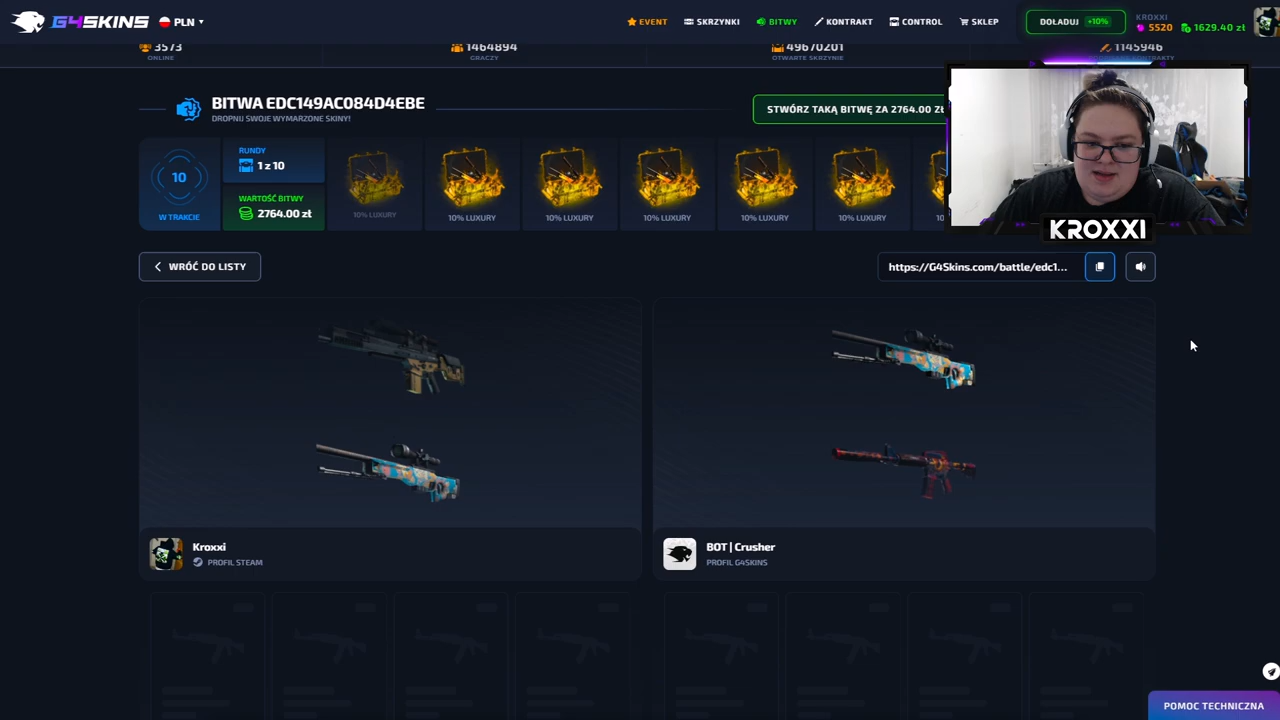 G4SKINS
PLN
EVENT
SKRZYNKI
BITWY
KONTRAKT
CONTROL
SKLEP
DOŁADUJ +10%
KROXXI
5520
1629.40 zł
3573
ONLINE
1464894
GRACZY
49670201
OTWARTE SKRZYNIE
1145946
BITWA EDC149AC084D4EBE
DROPNIJ SWOJE WYMARZONE SKINY!
STWÓRZ TAKĄ BITWĘ ZA 2764.00 ZŁ
10
W TRAKCIE
RUNDY
1 z 10
WARTOŚĆ BITWY
2764.00 zł
10% LUXURY
10% LUXURY
10% LUXURY
10% LUXURY
10% LUXURY
10% LUXURY
KROXXI
WRÓĆ DO LISTY
https://G4Skins.com/battle/edc1...
Kroxxi
PROFIL STEAM
BOT | Crusher
PROFIL G4SKINS
POMOC TECHNICZNA